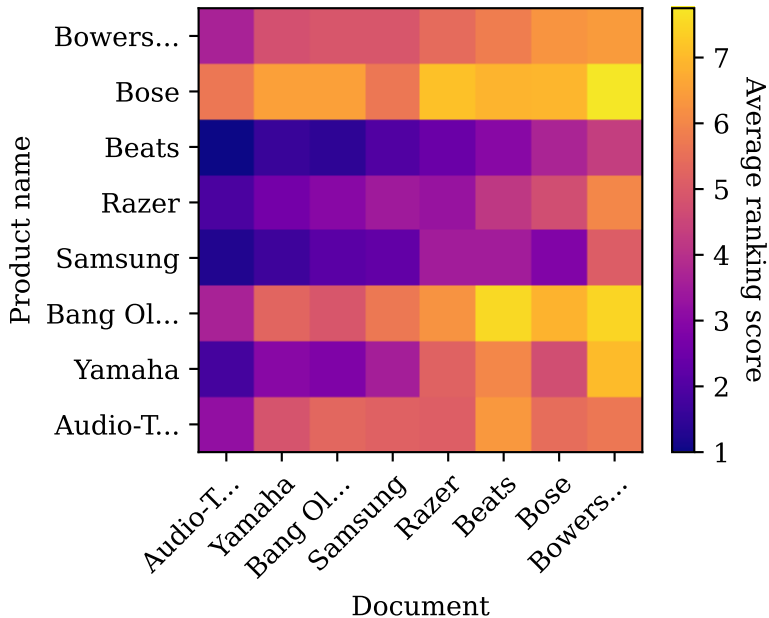 Product name
Bowers...
Bose
Beats
Razer
Samsung
Bang Ol...
Yamaha
Audio-T...
Audio-T...
Yamaha
Bang Ol...
Samsung
Razer
Beats
Bose
Bowers...
Document
7
6
5
4
3
2
1
Average ranking score